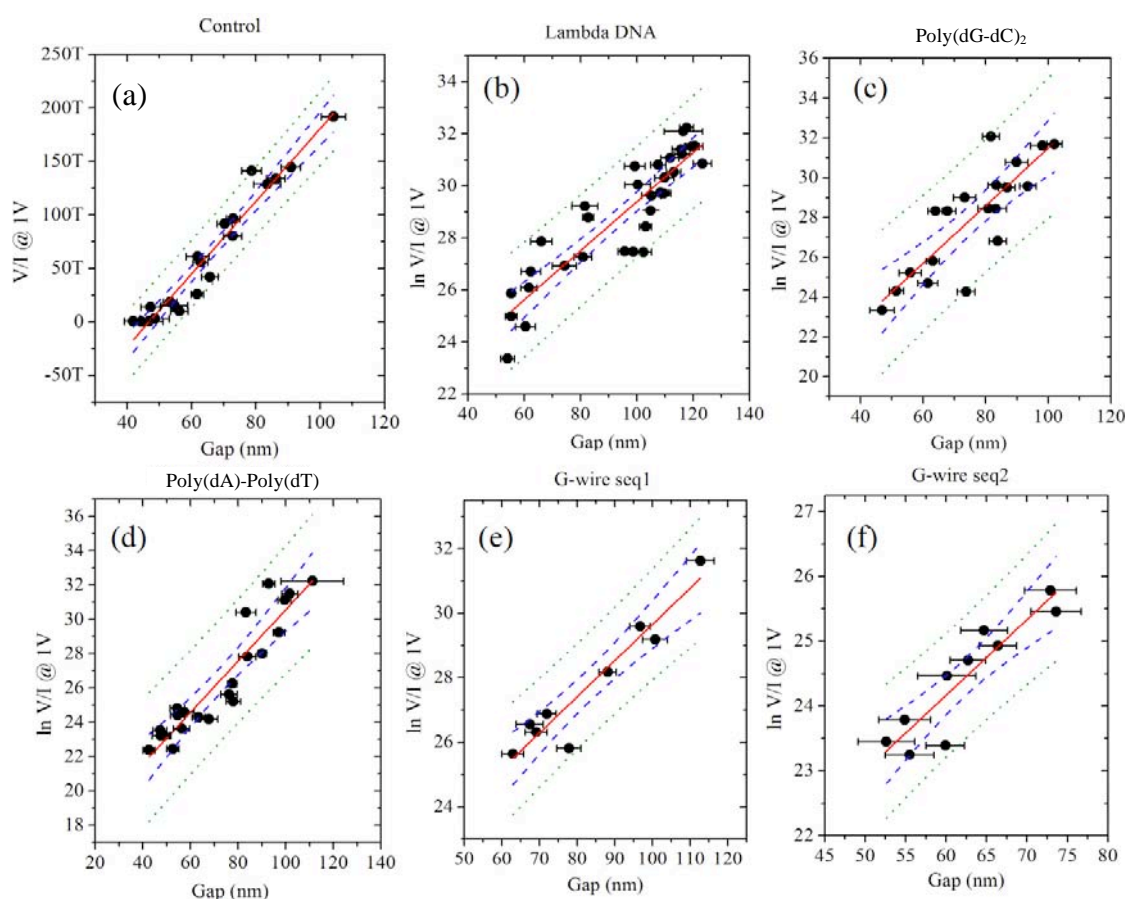 Control
(a)
V/I @ 1V
250T
200T
150T
100T
50T
0
-50T
40 60 80 100 120
Gap (nm)
Lambda DNA
(b)
ln V/I @ 1V
34
32
30
28
26
24
22
40 60 80 100 120 140
Gap (nm)
Poly(dG-dC)₂
(c)
ln V/I @ 1V
36
34
32
30
28
26
24
22
20
40 60 80 100 120
Gap (nm)
Poly(dA)-Poly(dT)
(d)
ln V/I @ 1V
36
34
32
30
28
26
24
22
20
18
20 40 60 80 100 120 140
Gap (nm)
G-wire seq1
(e)
ln V/I @ 1V
32
30
28
26
24
50 60 70 80 90 100 110 120
Gap (nm)
G-wire seq2
(f)
ln V/I @ 1V
27
26
25
24
23
22
45 50 55 60 65 70 75 80
Gap (nm)